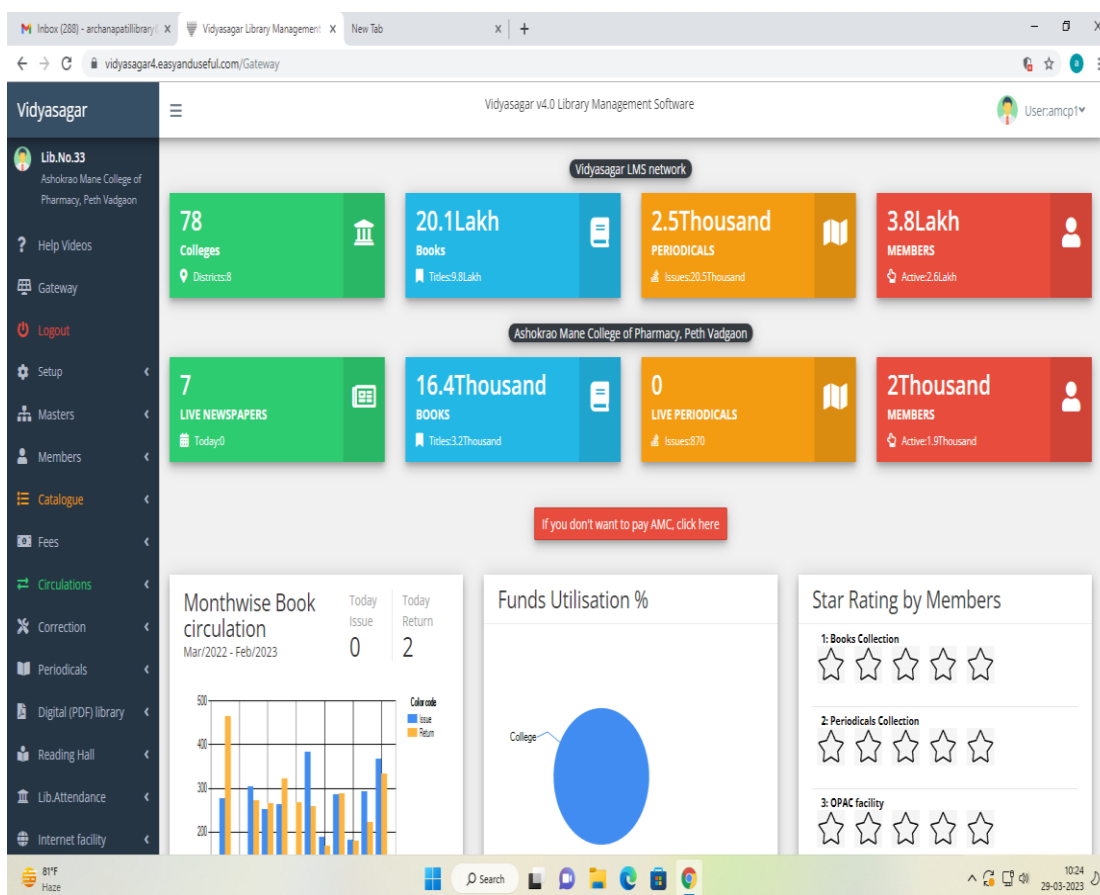 Inbox (288) - archanapatillibrary
Vidyasagar Library Management
New Tab
vidyasagar4.easyanduseful.com/Gateway
Vidyasagar
Vidyasagar v4.0 Library Management Software
User:amcp1
Lib.No.33
Ashokrao Mane College of
Pharmacy, Peth Vadgaon
Help Videos
Gateway
Logout
Setup
Masters
Members
Catalogue
Fees
Circulations
Correction
Periodicals
Digital (PDF) library
Reading Hall
Lib.Attendance
Internet facility
Vidyasagar LMS network
78
Colleges
Districts:8
20.1Lakh
Books
Titles:9.8Lakh
2.5Thousand
PERIODICALS
Issues:20.5Thousand
3.8Lakh
MEMBERS
Active:2.6Lakh
Ashokrao Mane College of Pharmacy, Peth Vadgaon
7
LIVE NEWSPAPERS
Today:0
16.4Thousand
BOOKS
Titles:3.2Thousand
0
LIVE PERIODICALS
Issues:870
2Thousand
MEMBERS
Active:1.9Thousand
If you don't want to pay AMC, click here
Monthwise Book
circulation
Mar/2022 - Feb/2023
Today
Issue
0
Today
Return
2
500
400
300
200
Color code
Issue
Return
Funds Utilisation %
College
Star Rating by Members
1: Books Collection
2: Periodicals Collection
3: OPAC facility
81°F
Haze
Search
10:24
29-03-2023